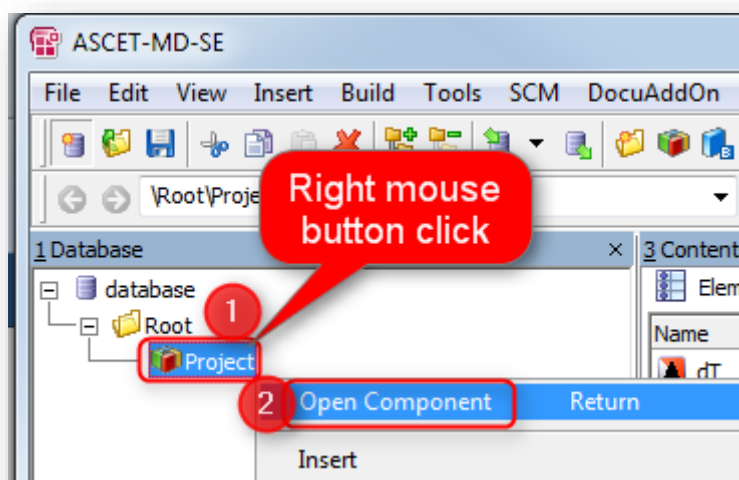 ASCET-MD-SE
File Edit View Insert Build Tools SCM DocuAddOn
B
\Root\Proje
Right mouse
button click
1 Database
3 Content
database
Elem
1
Root
Name
Project
dT
2 Open Component Return
Insert